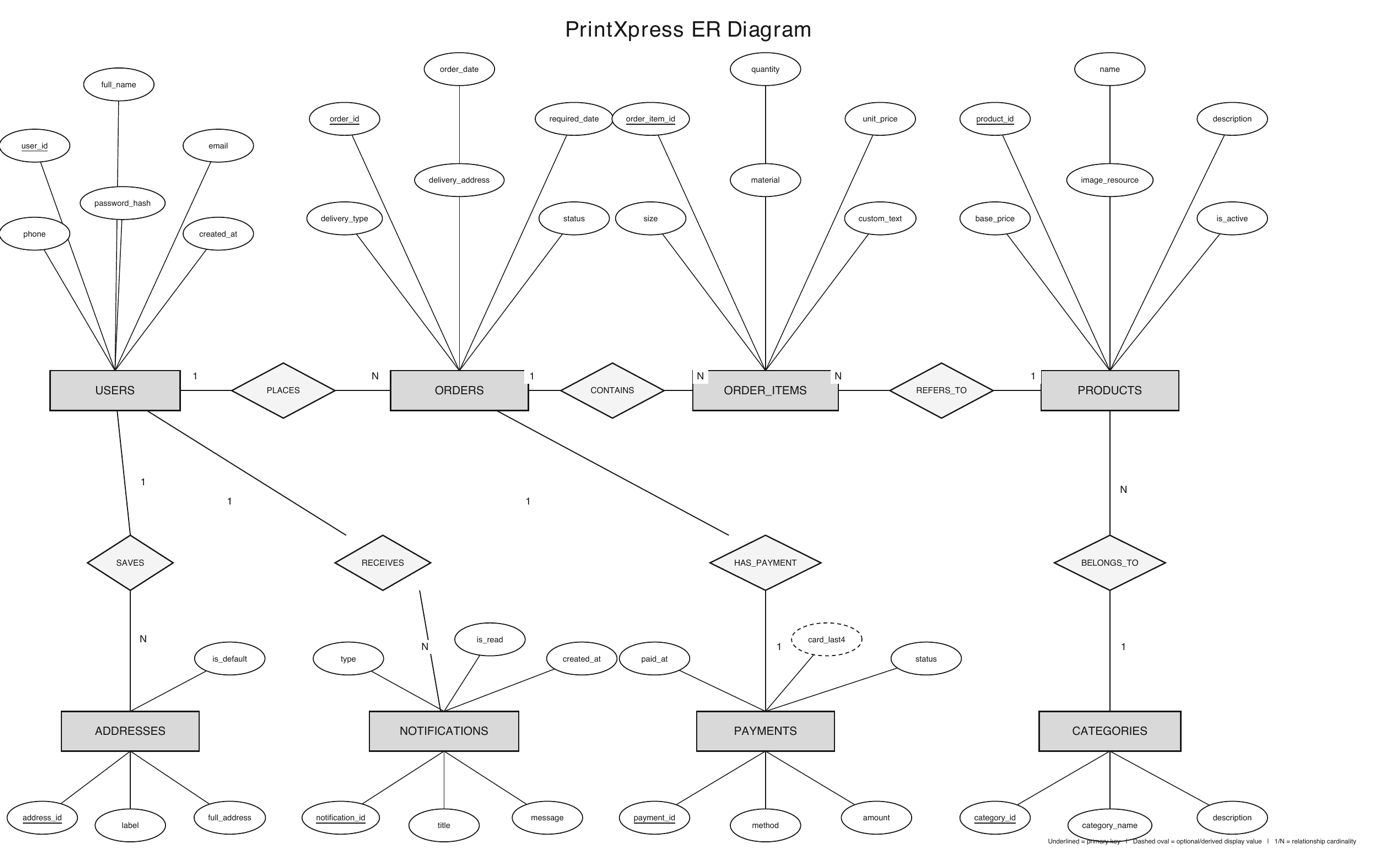 PrintXpress ER Diagram
order_date
quantity
name
full_name
order_id
required_date
order_item_id
unit_price
product_id
description
user_id
email
delivery_address
material
image_resource
password_hash
delivery_type
status
size
custom_text
base_price
is_active
phone
created_at
1
N
1
N
N
1
USERS
PLACES
ORDERS
CONTAINS
ORDER_ITEMS
REFERS_TO
PRODUCTS
1
1
1
N
SAVES
RECEIVES
HAS_PAYMENT
BELONGS_TO
N
N
is_read
1
card_last4
1
is_default
type
created_at
paid_at
status
ADDRESSES
NOTIFICATIONS
PAYMENTS
CATEGORIES
address_id
label
full_address
notification_id
title
message
payment_id
method
amount
category_id
category_name
description
Underlined = primary key | Dashed oval = optional/derived display value | 1/N = relationship cardinality